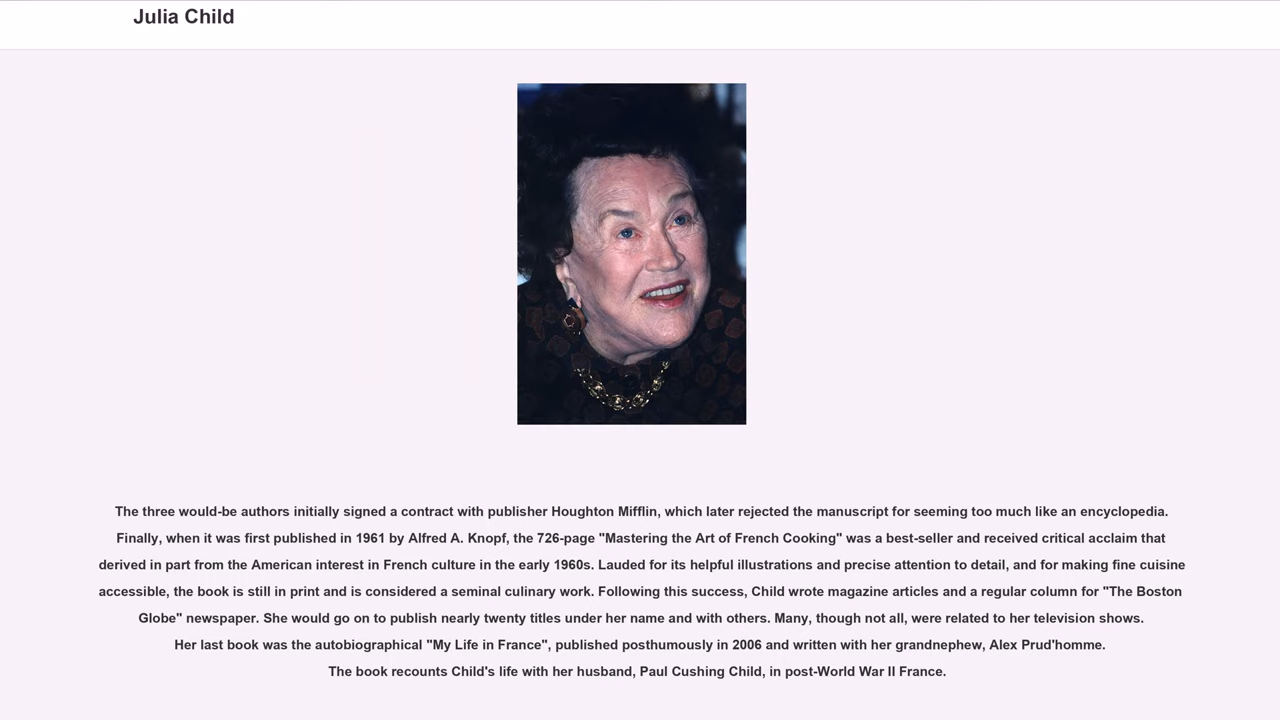 Julia Child
The three would-be authors initially signed a contract with publisher Houghton Mifflin, which later rejected the manuscript for seeming too much like an encyclopedia.
Finally, when it was first published in 1961 by Alfred A. Knopf, the 726-page "Mastering the Art of French Cooking" was a best-seller and received critical acclaim that
derived in part from the American interest in French culture in the early 1960s. Lauded for its helpful illustrations and precise attention to detail, and for making fine cuisine
accessible, the book is still in print and is considered a seminal culinary work. Following this success, Child wrote magazine articles and a regular column for "The Boston
Globe" newspaper. She would go on to publish nearly twenty titles under her name and with others. Many, though not all, were related to her television shows.
Her last book was the autobiographical "My Life in France", published posthumously in 2006 and written with her grandnephew, Alex Prud'homme.
The book recounts Child's life with her husband, Paul Cushing Child, in post-World War II France.